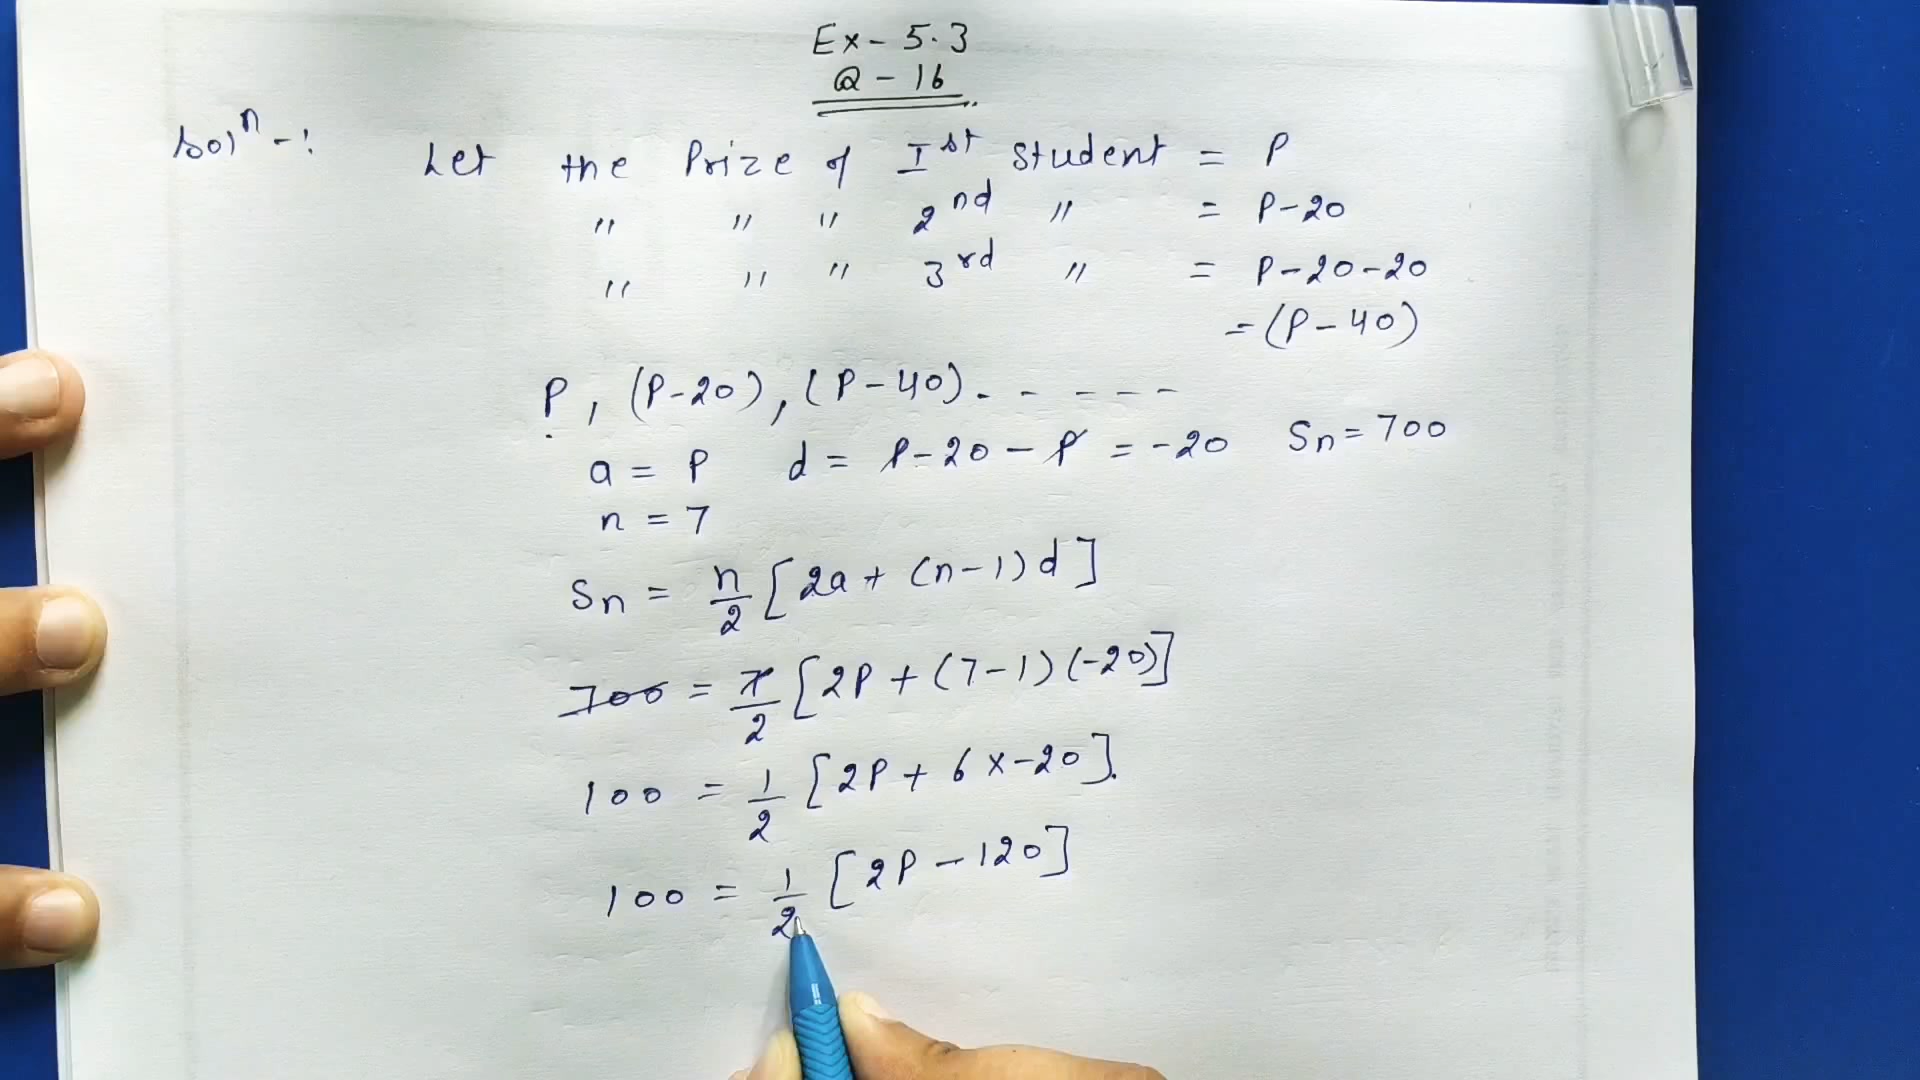 Ex - 5.3
Q - 16
Solⁿ -: Let the Prize of Iˢᵗ Student = P
" " " 2ⁿᵈ " = P-20
" " " 3ʳᵈ " = P-20-20
= (P-40)
P, (P-20), (P-40). - - - - -
a = P d = P-20-P = -20 Sn = 700
n = 7
Sn = n/2 [2a + (n-1)d]
700 = 7/2 [2P + (7-1)(-20)]
100 = 1/2 [2P + 6x-20].
100 = 1/2 [2P - 120]